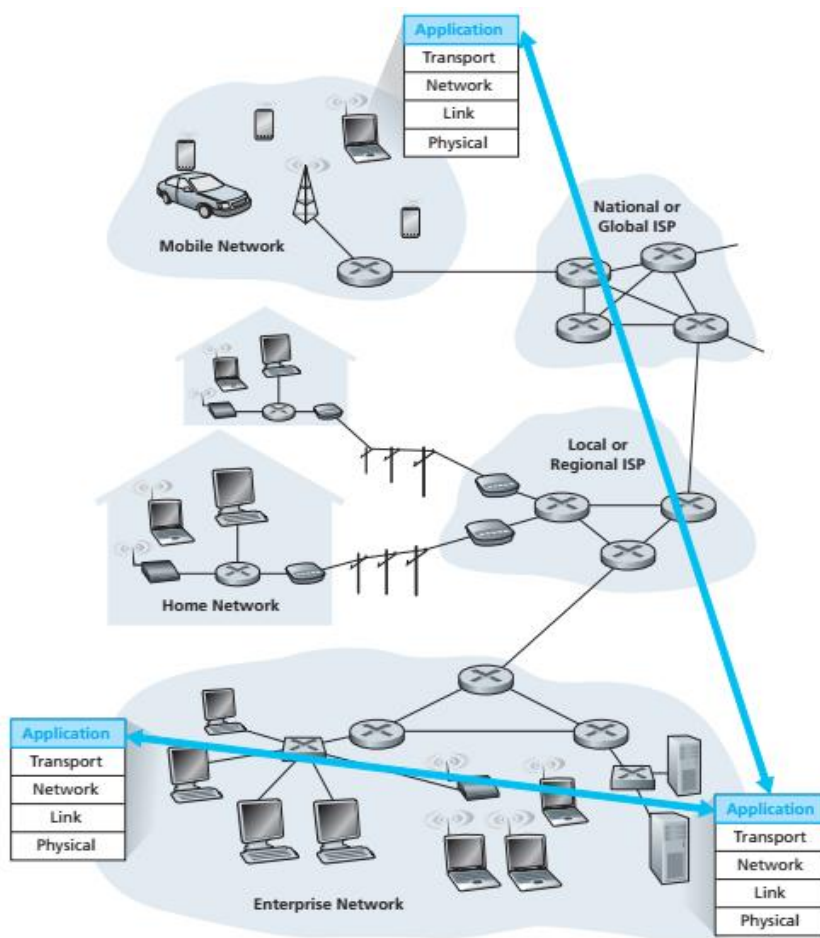 Application
Transport
Network
Link
Physical
National or
Global ISP
Mobile Network
Local or
Regional ISP
Home Network
Application
Transport
Network
Link
Physical
Application
Transport
Network
Link
Physical
Enterprise Network